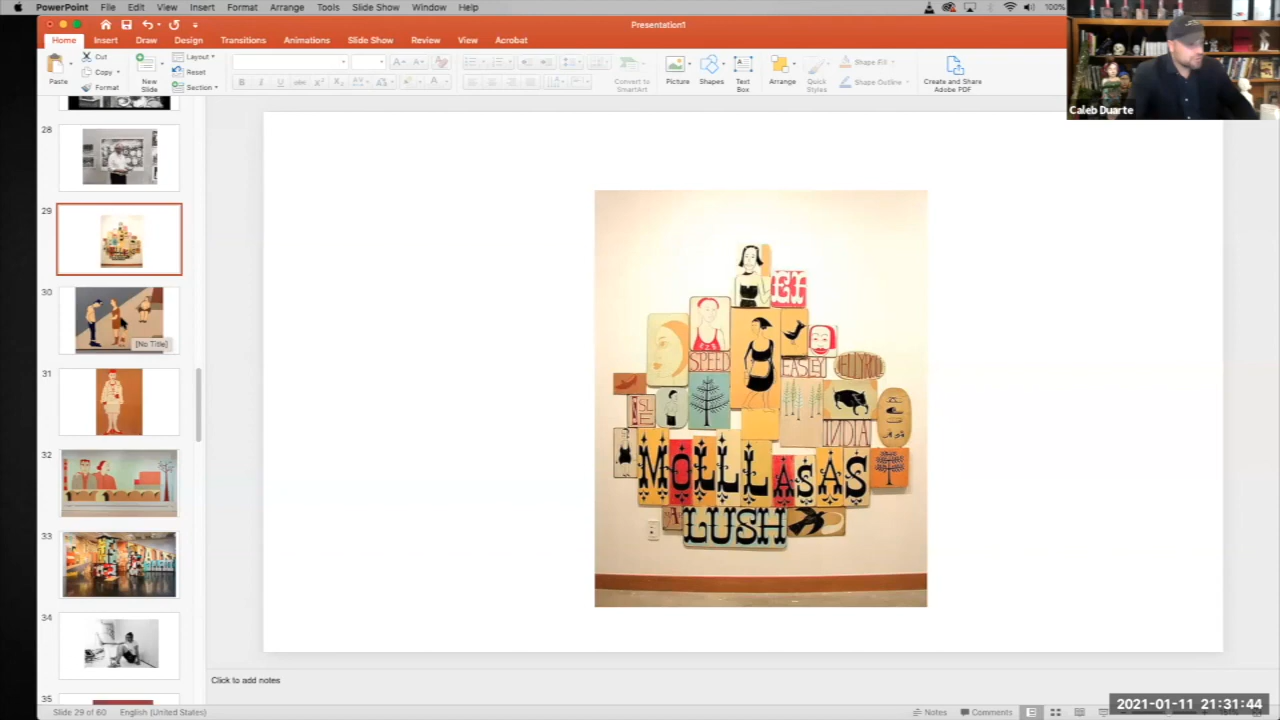 PowerPoint File Edit View Insert Format Arrange Tools Slide Show Window Help 100%
Presentation1
Home Insert Draw Design Transitions Animations Slide Show Review View Acrobat
Paste Cut Copy Format New Slide Layout Reset Section Convert to SmartArt Picture Shapes Text Box Arrange Quick Styles Shape Fill Shape Outline Create and Share Adobe PDF
Caleb Duarte
28
29
30
[No Title]
31
32
33
34
35
SPEED
EASLEY
INDIA
MOLLASAS
LUSH
Click to add notes
Slide 29 of 60 English (United States) Notes Comments
2021-01-11 21:31:44